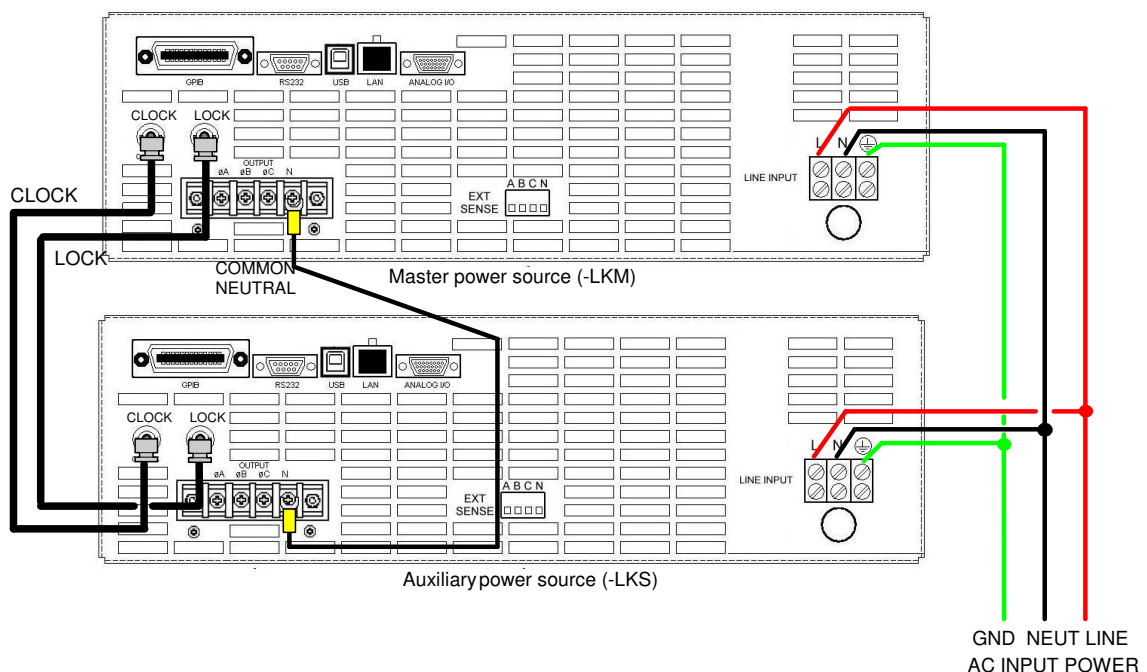 GPIB RS232 USB LAN ANALOG I/O
CLOCK LOCK
OUTPUT
øA øB øC N
A B C N
EXT
SENSE
L N
LINE INPUT
CLOCK
LOCK
COMMON
NEUTRAL
Master power source (-LKM)
GPIB RS232 USB LAN ANALOG I/O
CLOCK LOCK
OUTPUT
øA øB øC N
A B C N
EXT
SENSE
L N
LINE INPUT
Auxiliary power source (-LKS)
GND NEUT LINE
AC INPUT POWER